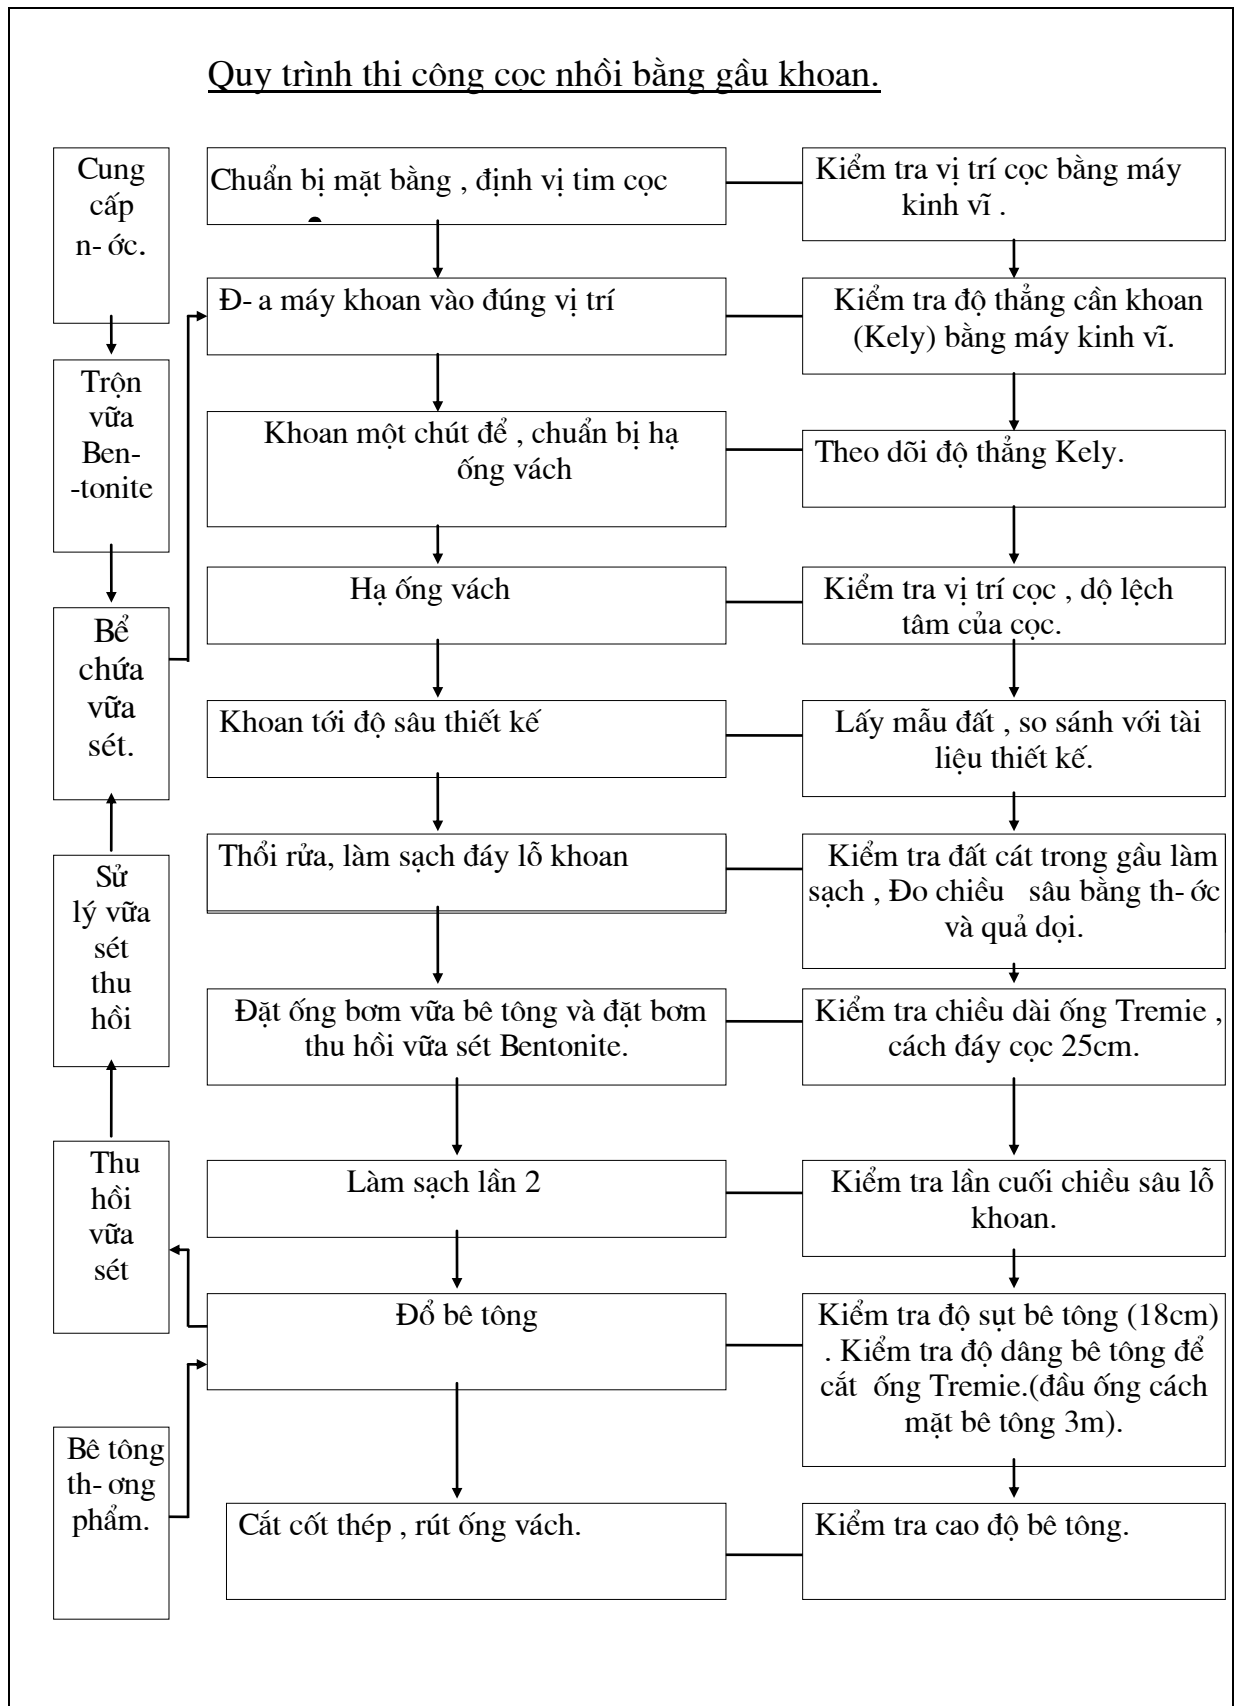 Quy trình thi công cọc nhồi bằng gầu khoan.
Cung
cấp
n- ớc.
Trộn
vữa
Ben-
-tonite
Bể
chứa
vữa
sét.
Sử
lý vữa
sét
thu
hồi
Thu
hồi
vữa
sét
Bê tông
th- ơng
phẩm.
Chuẩn bị mặt bằng , định vị tim cọc
Đ- a máy khoan vào đúng vị trí
Khoan một chút để , chuẩn bị hạ
ống vách
Hạ ống vách
Khoan tới độ sâu thiết kế
Thổi rửa, làm sạch đáy lỗ khoan
Đặt ống bơm vữa bê tông và đặt bơm
thu hồi vữa sét Bentonite.
Làm sạch lần 2
Đổ bê tông
Cắt cốt thép , rút ống vách.
Kiểm tra vị trí cọc bằng máy
kinh vĩ .
Kiểm tra độ thẳng cần khoan
(Kely) bằng máy kinh vĩ.
Theo dõi độ thẳng Kely.
Kiểm tra vị trí cọc , dộ lệch
tâm của cọc.
Lấy mẫu đất , so sánh với tài
liệu thiết kế.
Kiểm tra đất cát trong gầu làm
sạch , Đo chiều sâu bằng th- ớc
và quả dọi.
Kiểm tra chiều dài ống Tremie ,
cách đáy cọc 25cm.
Kiểm tra lần cuối chiều sâu lỗ
khoan.
Kiểm tra độ sụt bê tông (18cm)
. Kiểm tra độ dâng bê tông để
cắt ống Tremie.(đầu ống cách
mặt bê tông 3m).
Kiểm tra cao độ bê tông.